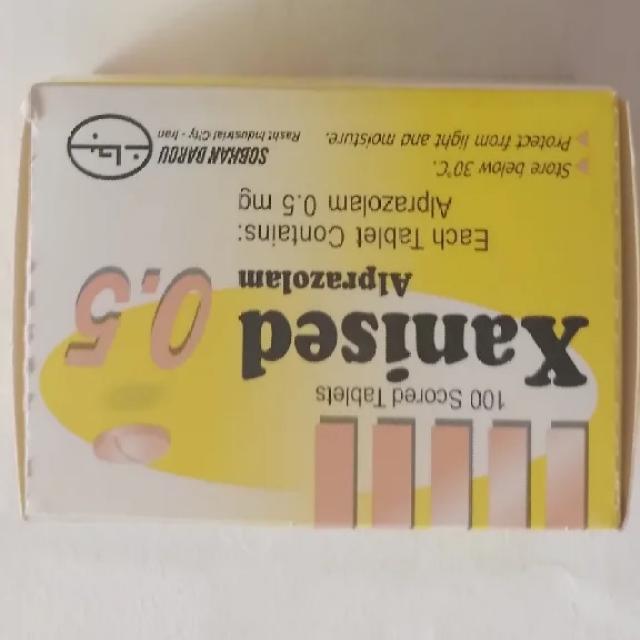 100 Scored Tablets
Xanised 0.5
Alprazolam
Each Tablet Contains:
Alprazolam 0.5 mg
Store below 30°C.
Protect from light and moisture.
SOBHAN DAROU
Rasht Industrial City - Iran